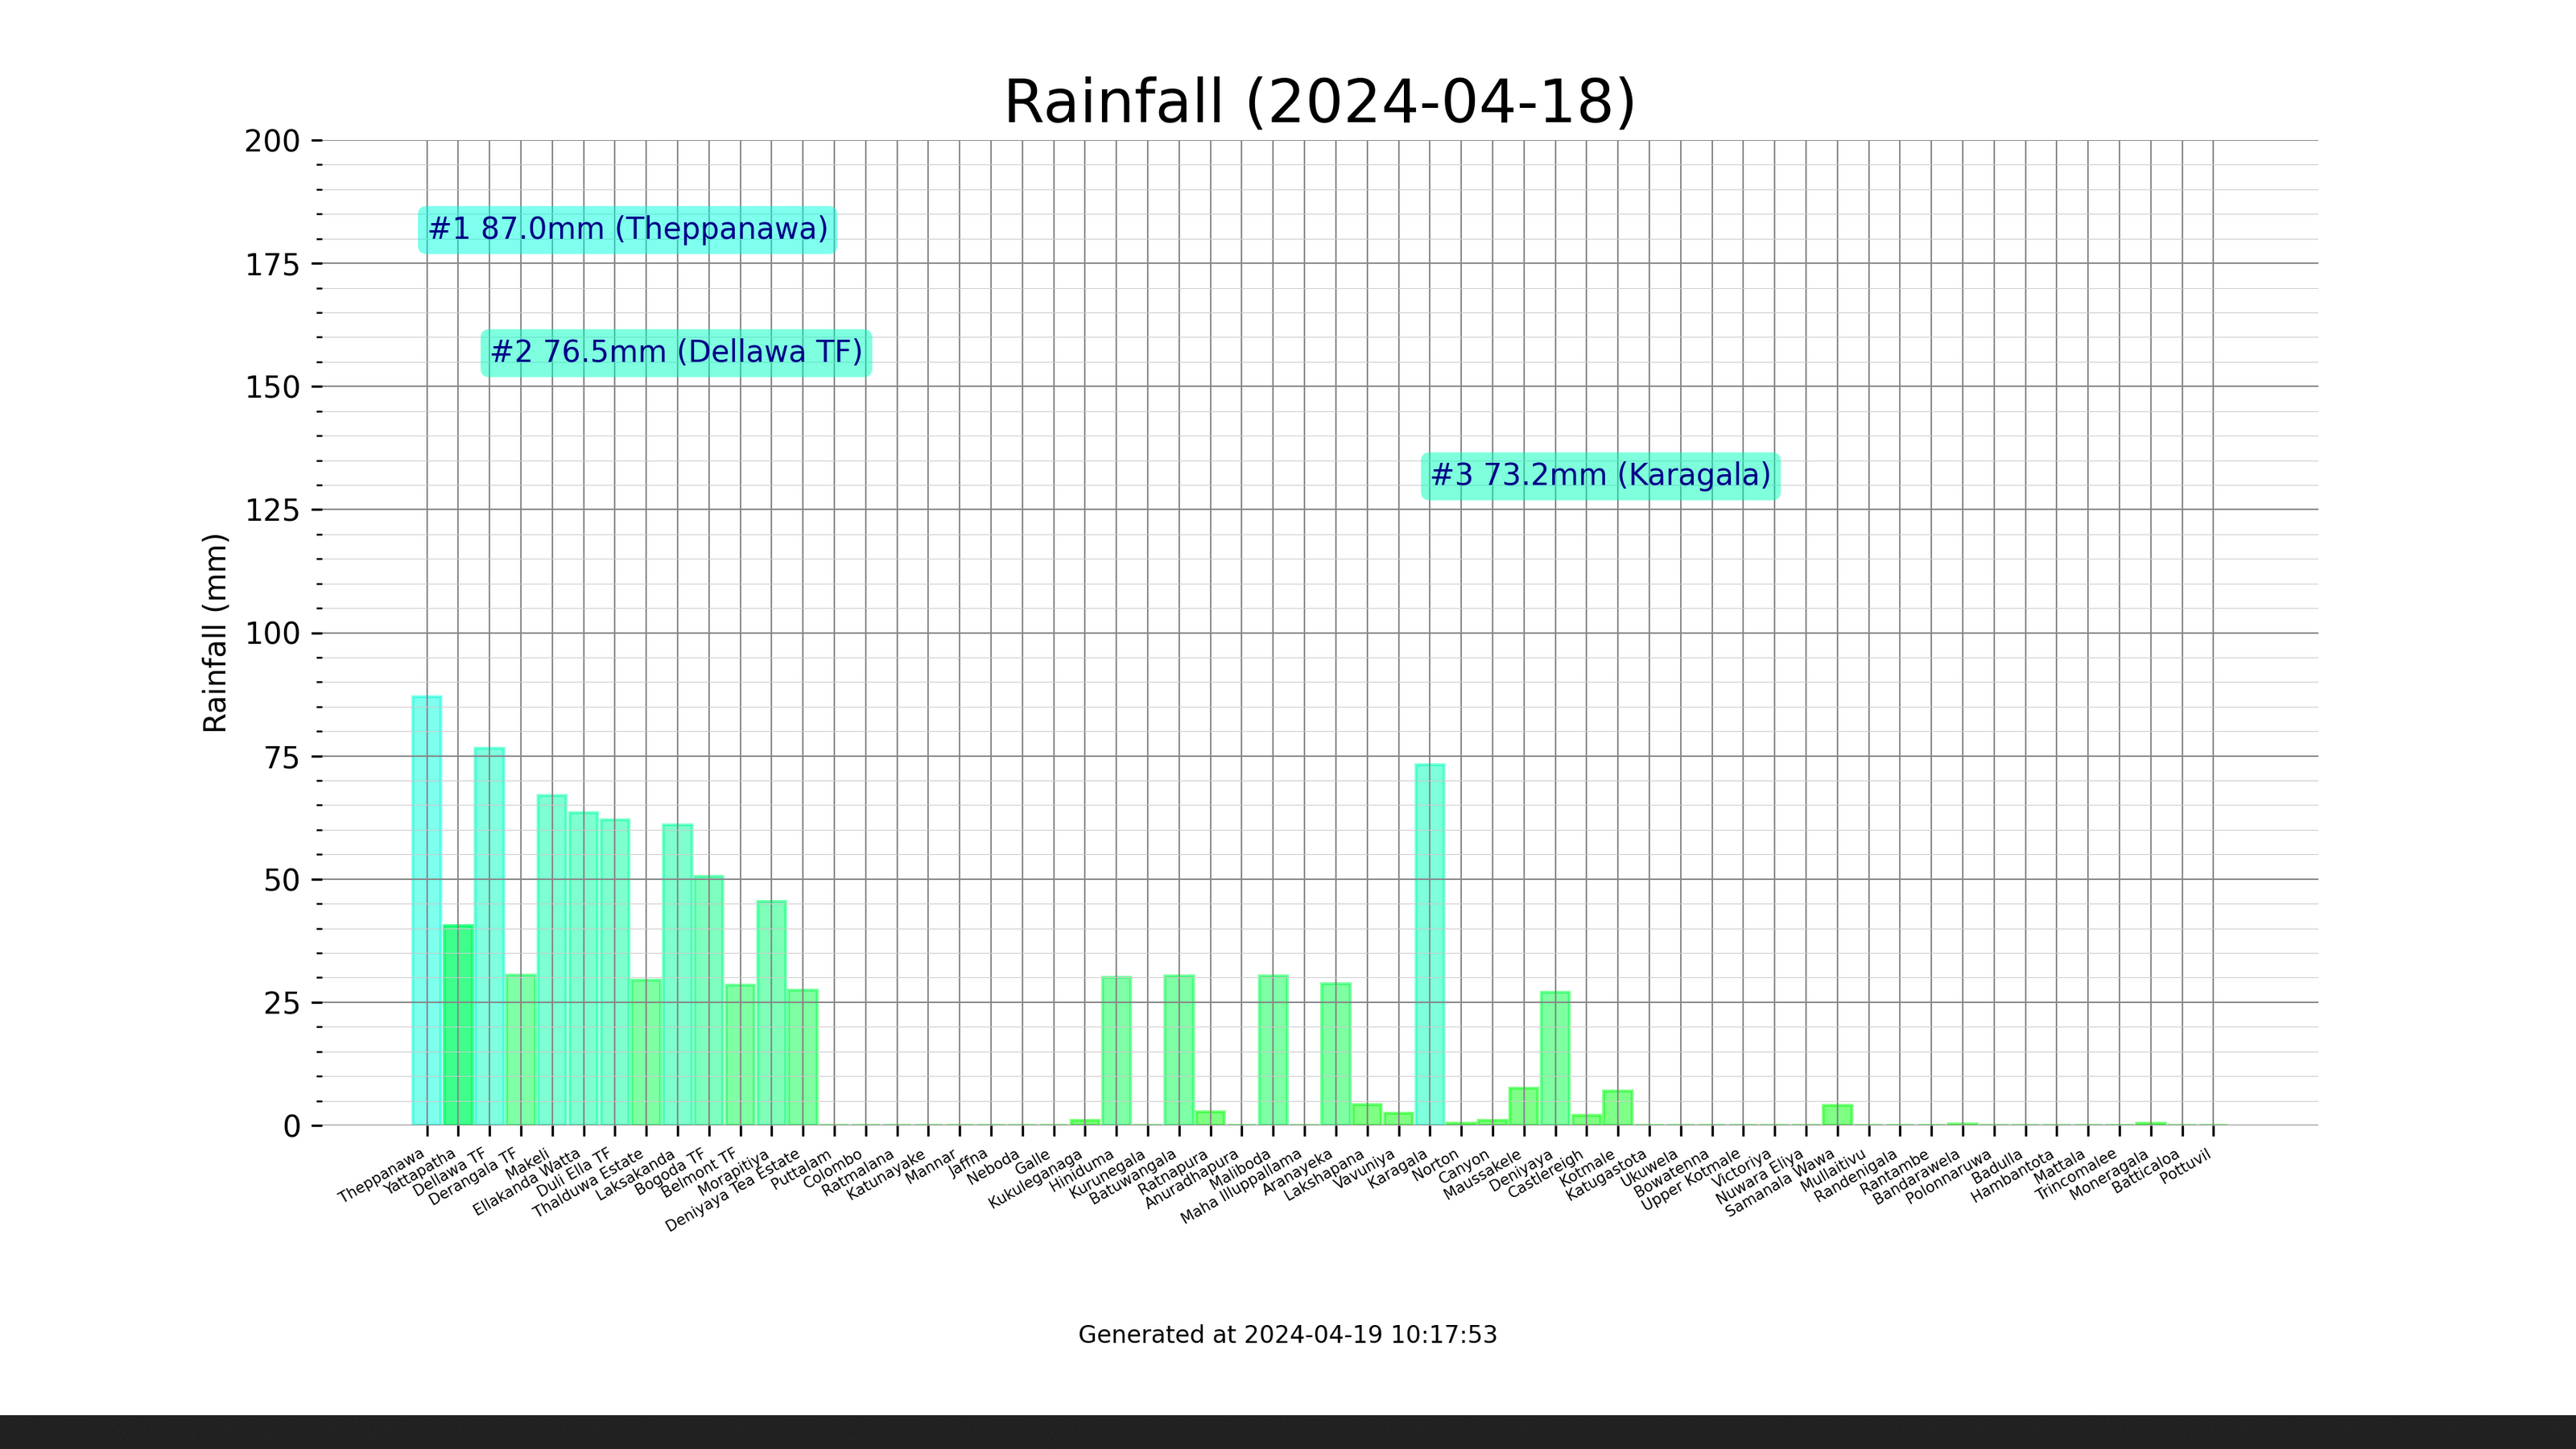 Rainfall (2024-04-18)
200
175
150
125
100
75
50
25
0
Rainfall (mm)
#1 87.0mm (Theppanawa)
#2 76.5mm (Dellawa TF)
#3 73.2mm (Karagala)
Theppanawa
Yattapatha
Dellawa TF
Derangala TF
Makeli
Ellakanda Watta
Duli Ella TF
Thalduwa Estate
Laksakanda
Bogoda TF
Belmont TF
Morapitiya
Deniyaya Tea Estate
Puttalam
Colombo
Ratmalana
Katunayake
Mannar
Jaffna
Neboda
Galle
Kukuleganaga
Hiniduma
Kurunegala
Batuwangala
Ratnapura
Anuradhapura
Maliboda
Maha Illuppallama
Aranayeka
Lakshapana
Vavuniya
Karagala
Norton
Canyon
Maussakele
Deniyaya
Castlereigh
Kotmale
Katugastota
Ukuwela
Bowatenna
Upper Kotmale
Victoriya
Nuwara Eliya
Samanala Wawa
Mullaitivu
Randenigala
Rantambe
Bandarawela
Polonnaruwa
Badulla
Hambantota
Mattala
Trincomalee
Moneragala
Batticaloa
Pottuvil
Generated at 2024-04-19 10:17:53